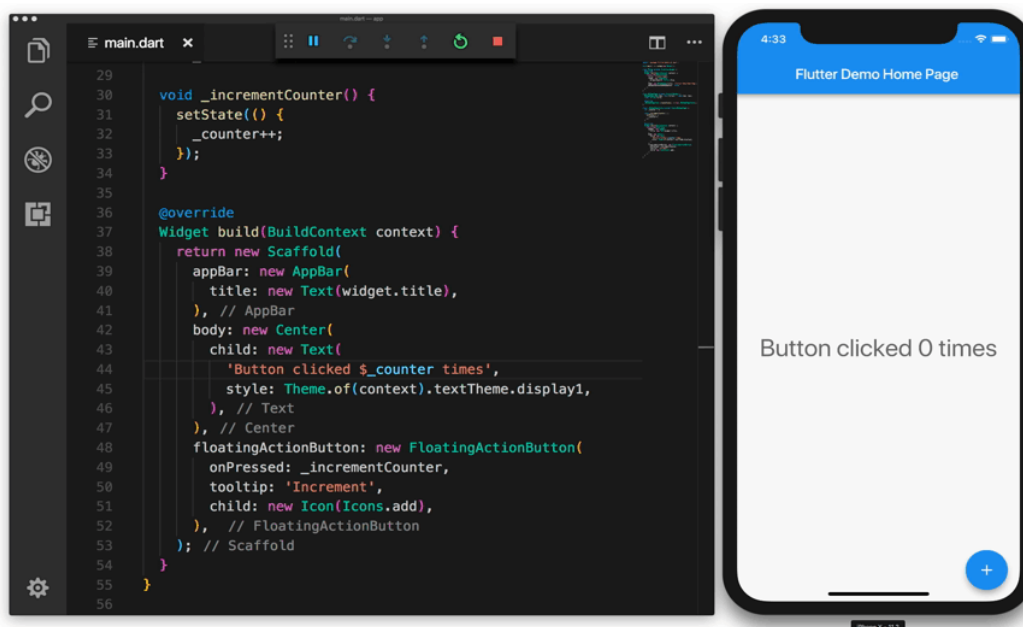 main.dart — app
main.dart
29
30 void _incrementCounter() {
31 setState(() {
32 _counter++;
33 });
34 }
35
36 @override
37 Widget build(BuildContext context) {
38 return new Scaffold(
39 appBar: new AppBar(
40 title: new Text(widget.title),
41 ), // AppBar
42 body: new Center(
43 child: new Text(
44 'Button clicked $_counter times',
45 style: Theme.of(context).textTheme.display1,
46 ), // Text
47 ), // Center
48 floatingActionButton: new FloatingActionButton(
49 onPressed: _incrementCounter,
50 tooltip: 'Increment',
51 child: new Icon(Icons.add),
52 ), // FloatingActionButton
53 ); // Scaffold
54 }
55 }
56
4:33
Flutter Demo Home Page
Button clicked 0 times
+